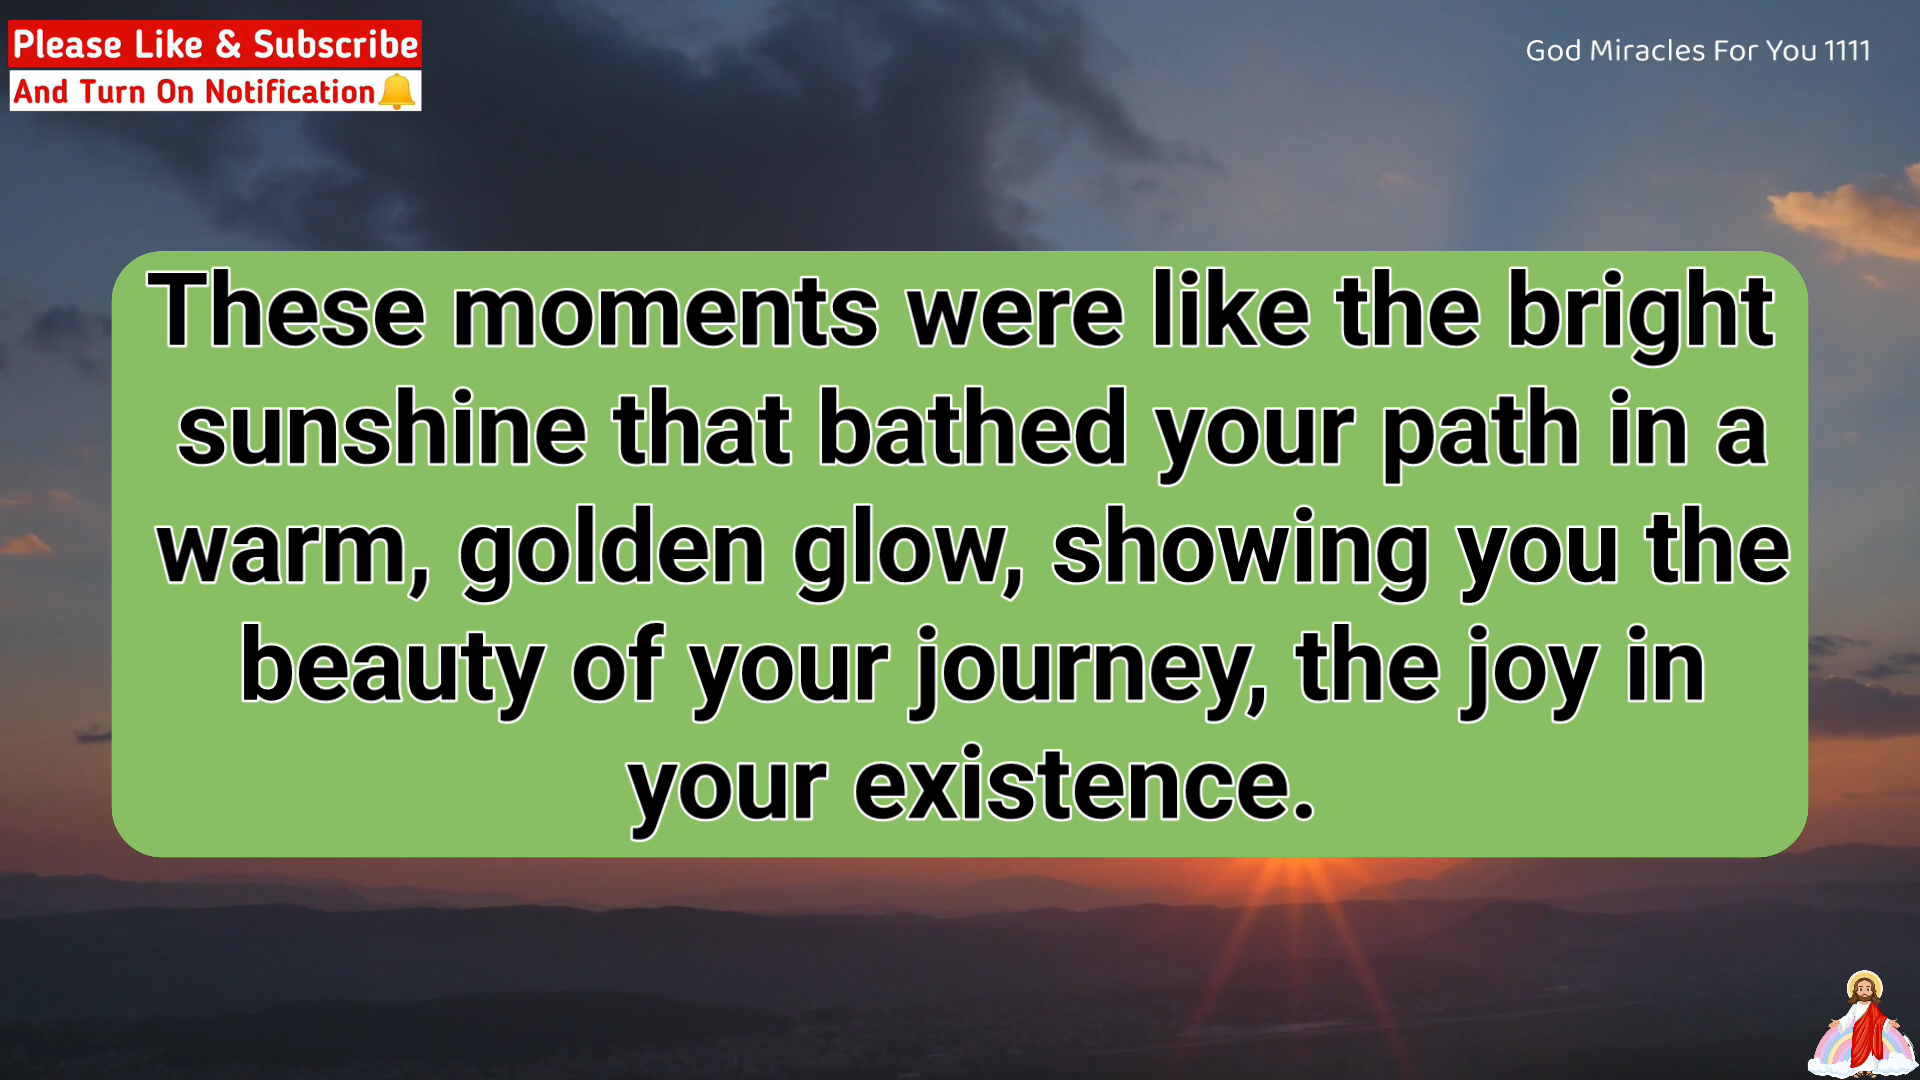 Please Like & Subscribe
And Turn On Notification
God Miracles For You 1111
These moments were like the bright
sunshine that bathed your path in a
warm, golden glow, showing you the
beauty of your journey, the joy in
your existence.